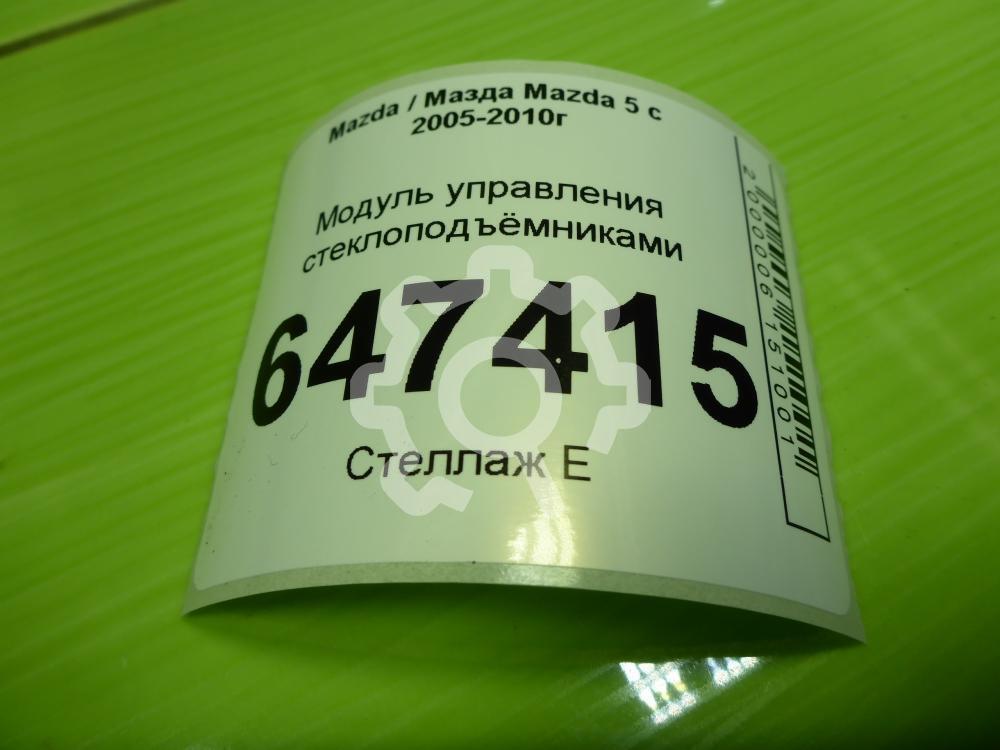 Mazda / Мазда Mazda 5 с
2005-2010г
Модуль управления
стеклоподъёмниками
647415
Стеллаж Е
2000006151001